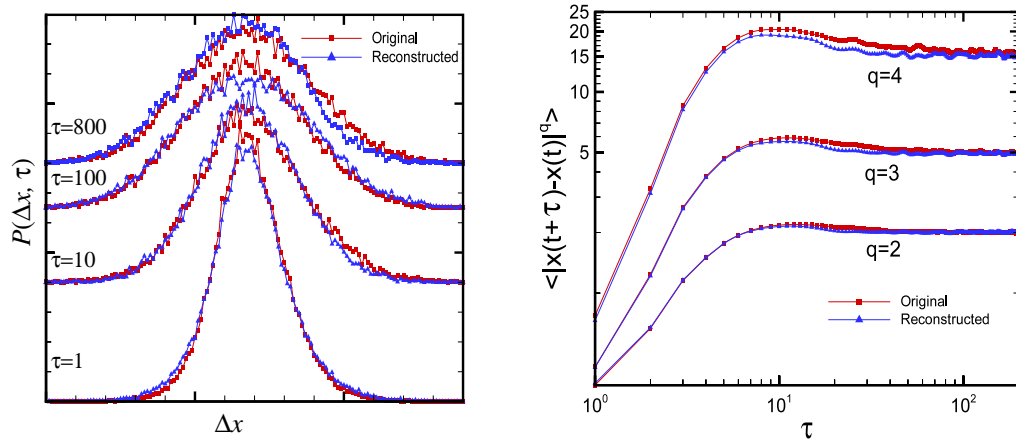 Original
Reconstructed
τ=800
τ=100
τ=10
τ=1
P(Δx, τ)
Δx
25
20
15
10
5
q=4
q=3
q=2
Original
Reconstructed
<|x(t+τ)-x(t)|^q>
10^0
10^1
10^2
τ